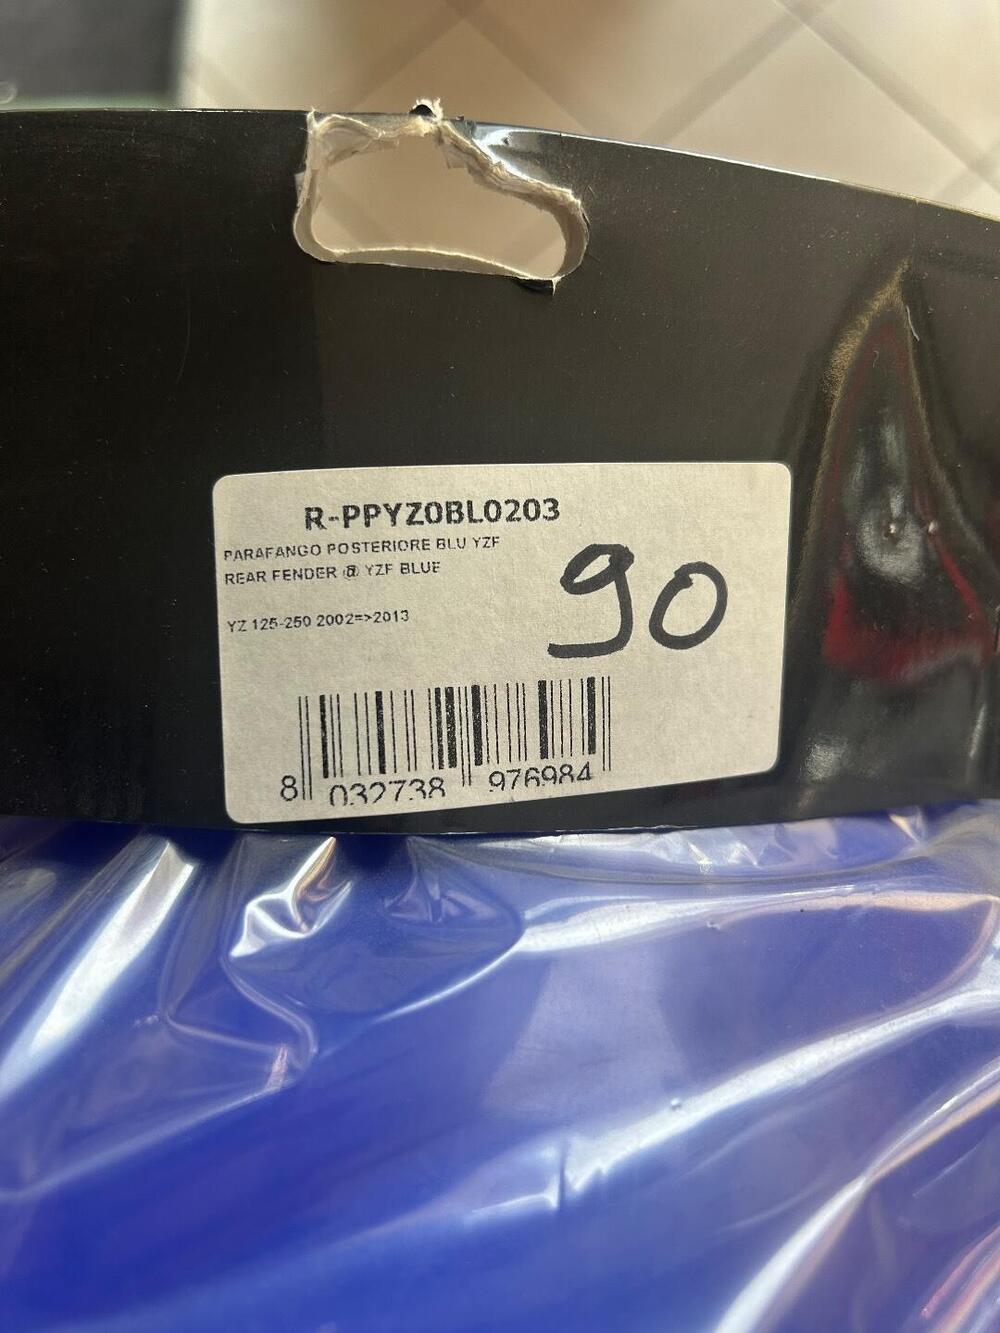 R-PPYZ0BL0203
PARAFANGO POSTERIORE BLU YZF
REAR FENDER @ YZF BLUE
90
YZ 125-250 2002=>2013
8 032738 976984